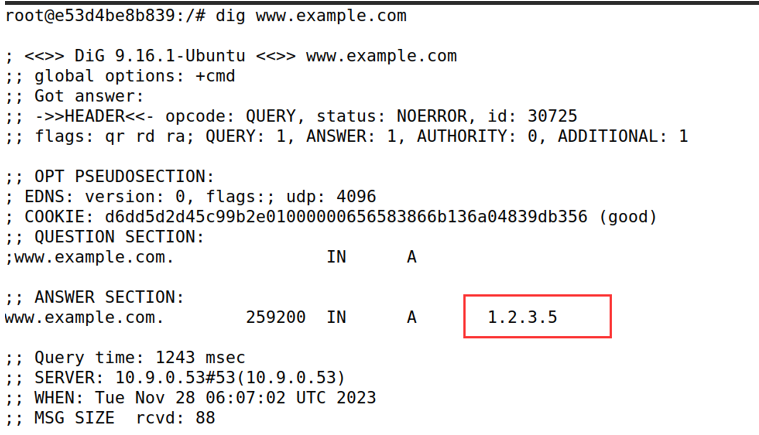 root@e53d4be8b839:/# dig www.example.com
; <<>> DiG 9.16.1-Ubuntu <<>> www.example.com
;; global options: +cmd
;; Got answer:
;; ->>HEADER<<- opcode: QUERY, status: NOERROR, id: 30725
;; flags: qr rd ra; QUERY: 1, ANSWER: 1, AUTHORITY: 0, ADDITIONAL: 1
;; OPT PSEUDOSECTION:
; EDNS: version: 0, flags:; udp: 4096
; COOKIE: d6dd5d2d45c99b2e01000000656583866b136a04839db356 (good)
;; QUESTION SECTION:
;www.example.com. IN A
;; ANSWER SECTION:
www.example.com. 259200 IN A 1.2.3.5
;; Query time: 1243 msec
;; SERVER: 10.9.0.53#53(10.9.0.53)
;; WHEN: Tue Nov 28 06:07:02 UTC 2023
;; MSG SIZE rcvd: 88